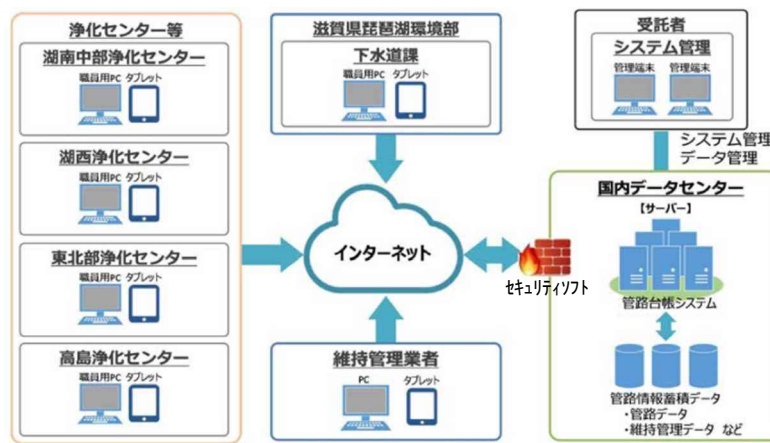 浄化センター等
湖南中部浄化センター
職員用PC タブレット
湖西浄化センター
職員用PC タブレット
東北部浄化センター
職員用PC タブレット
高島浄化センター
職員用PC タブレット
滋賀県琵琶湖環境部
下水道課
職員用PC タブレット
インターネット
維持管理業者
PC タブレット
受託者
システム管理
管理端末 管理端末
システム管理
データ管理
国内データセンター
【サーバー】
セキュリティソフト
管路台帳システム
管路情報蓄積データ
・管路データ
・維持管理データ など